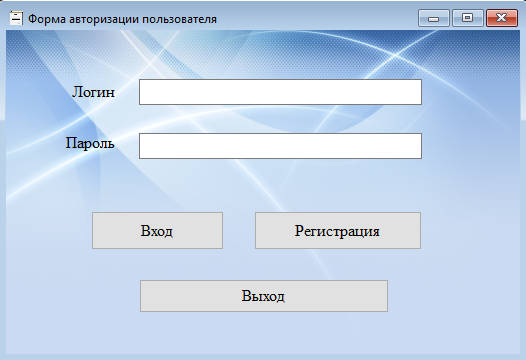 Форма авторизации пользователя
Логин
Пароль
Вход
Регистрация
Выход